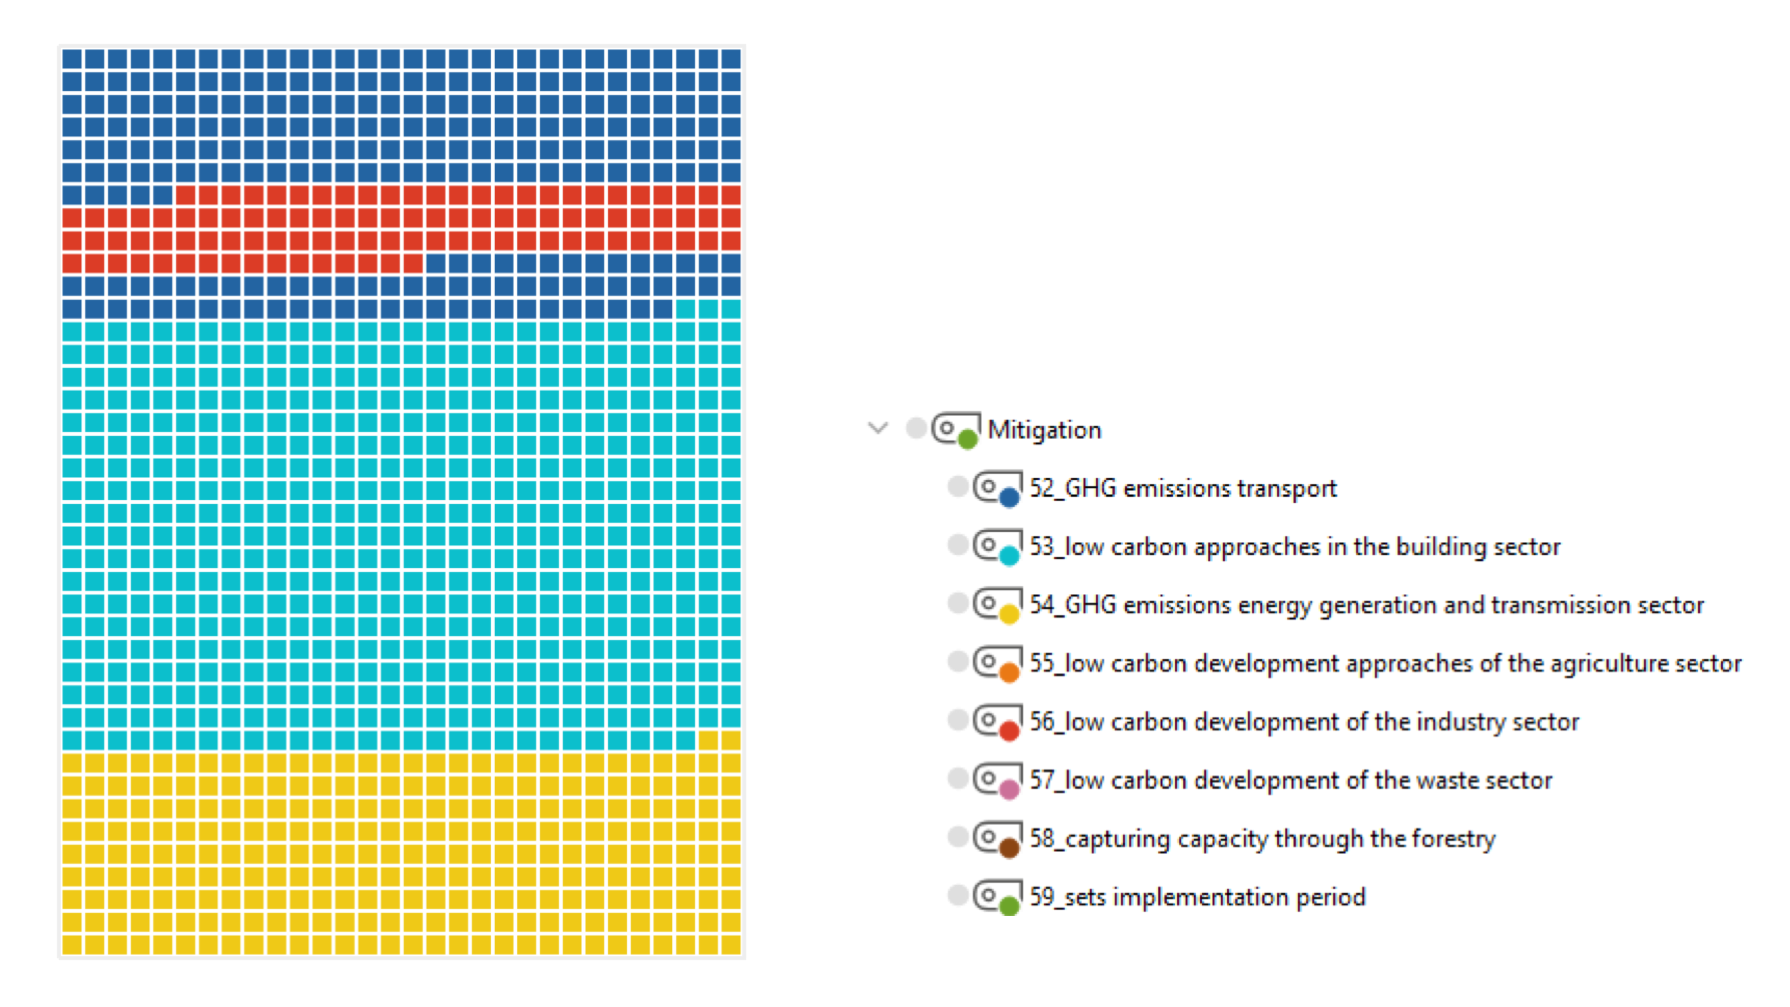 Mitigation
52_GHG emissions transport
53_low carbon approaches in the building sector
54_GHG emissions energy generation and transmission sector
55_low carbon development approaches of the agriculture sector
56_low carbon development of the industry sector
57_low carbon development of the waste sector
58_capturing capacity through the forestry
59_sets implementation period